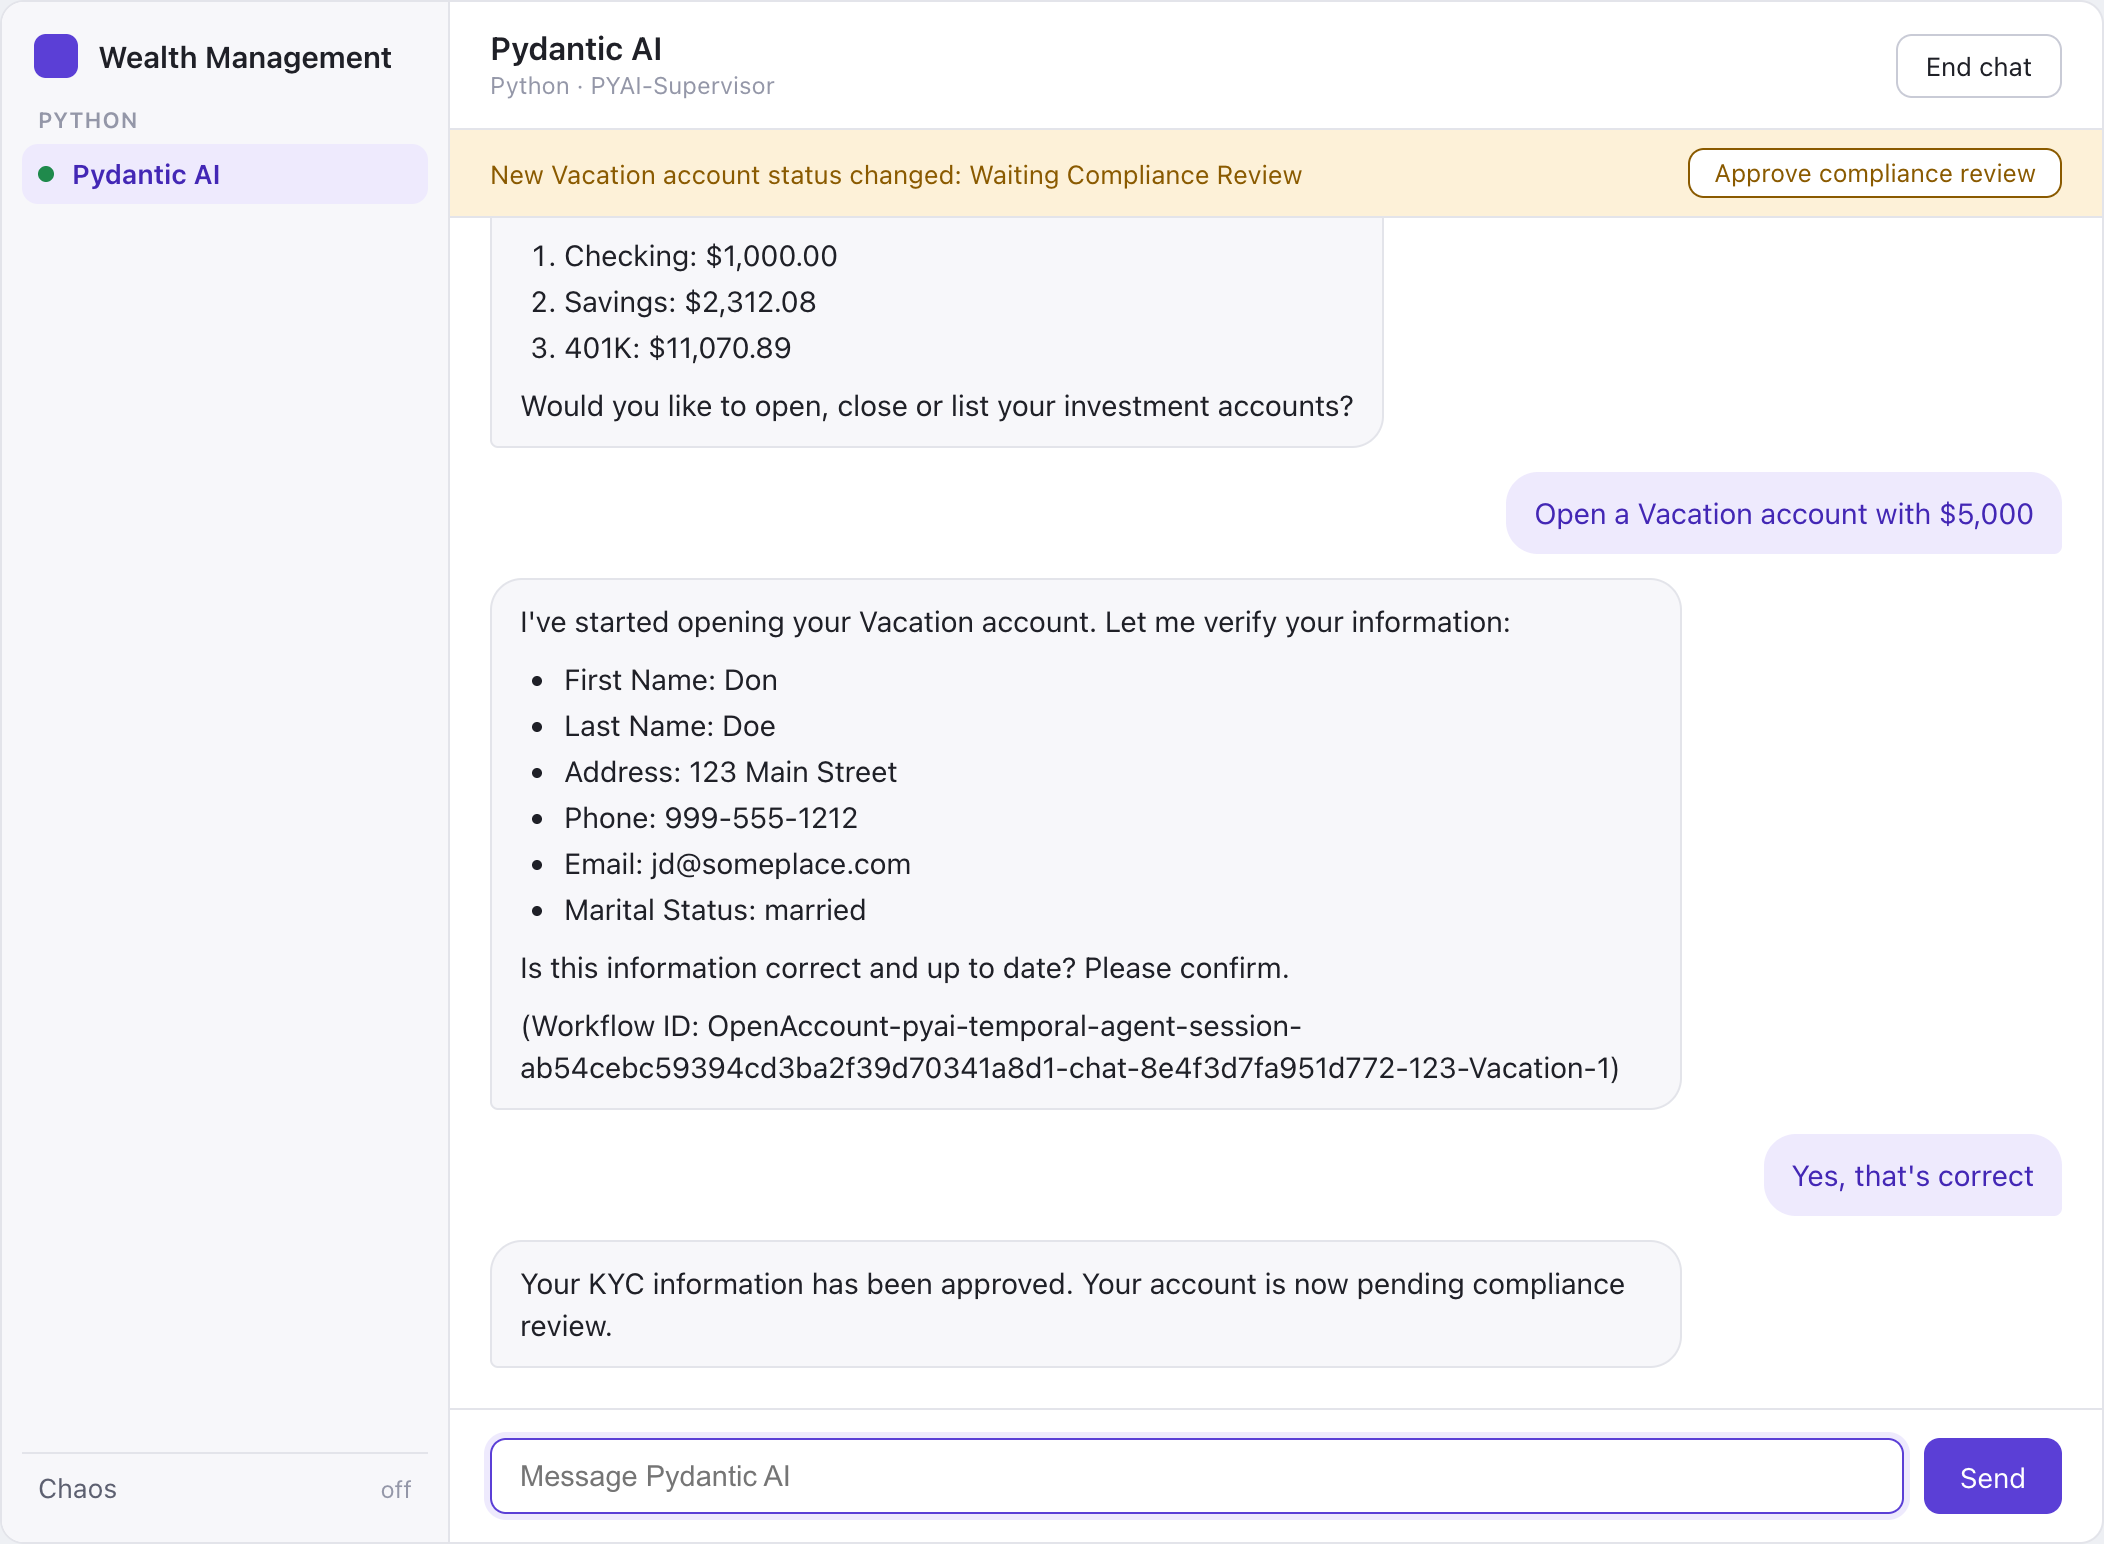 Wealth Management
PYTHON
Pydantic AI
Chaos
off
Pydantic AI
Python · PYAI-Supervisor
End chat
New Vacation account status changed: Waiting Compliance Review
Approve compliance review
1. Checking: $1,000.00
2. Savings: $2,312.08
3. 401K: $11,070.89
Would you like to open, close or list your investment accounts?
Open a Vacation account with $5,000
I've started opening your Vacation account. Let me verify your information:
• First Name: Don
• Last Name: Doe
• Address: 123 Main Street
• Phone: 999-555-1212
• Email: jd@someplace.com
• Marital Status: married
Is this information correct and up to date? Please confirm.
(Workflow ID: OpenAccount-pyai-temporal-agent-session-
ab54cebc59394cd3ba2f39d70341a8d1-chat-8e4f3d7fa951d772-123-Vacation-1)
Yes, that's correct
Your KYC information has been approved. Your account is now pending compliance
review.
Message Pydantic AI
Send